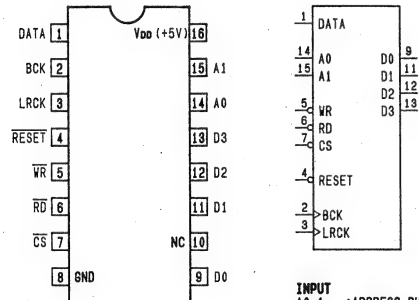 DATA 1 VDD (+5V) 16
BCK 2 15 A1
LRCK 3 14 A0
RESET 4 13 D3
WR 5 12 D2
RD 6 11 D1
CS 7 NC 10
8 GND 9 D0
1 DATA
14 A0 D0 9
15 A1 D1 11
D2 12
5 WR D3 13
6 RD
7 CS
4 RESET
2 BCK
3 LRCK
INPUT